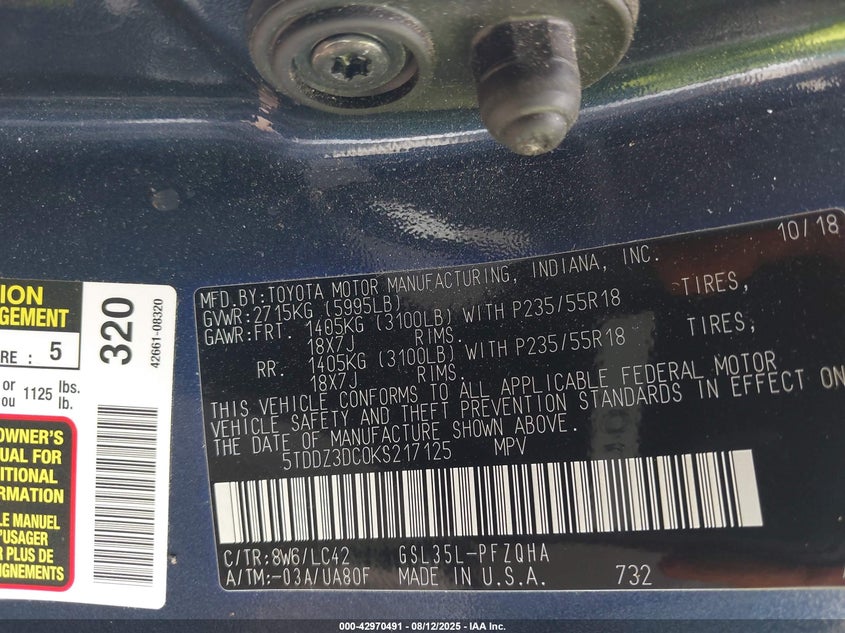 10/18
MFD.BY:TOYOTA MOTOR MANUFACTURING, INDIANA, INC.
GVWR:2715KG (5995LB)
GAWR:FRT. 1405KG (3100LB) WITH P235/55R18 TIRES,
18X7J RIMS.
RR. 1405KG (3100LB) WITH P235/55R18 TIRES,
18X7J RIMS.
THIS VEHICLE CONFORMS TO ALL APPLICABLE FEDERAL MOTOR
VEHICLE SAFETY AND THEFT PREVENTION STANDARDS IN EFFECT ON
THE DATE OF MANUFACTURE SHOWN ABOVE.
5TDDZ3DC0KS217125 MPV
C/TR:8W6/LC42 GSL35L-PFZQHA
A/TM:-03A/UA80F MADE IN U.S.A. 732
TION
GEMENT
RE : 5
or 1125 lbs.
ou lb.
OWNER'S
UAL FOR
ITIONAL
ORMATION
LE MANUEL
'USAGER
R PLUS DE
IGNEMENTS
320
42661-08320
000-42970491 - 08/12/2025 - IAA Inc.